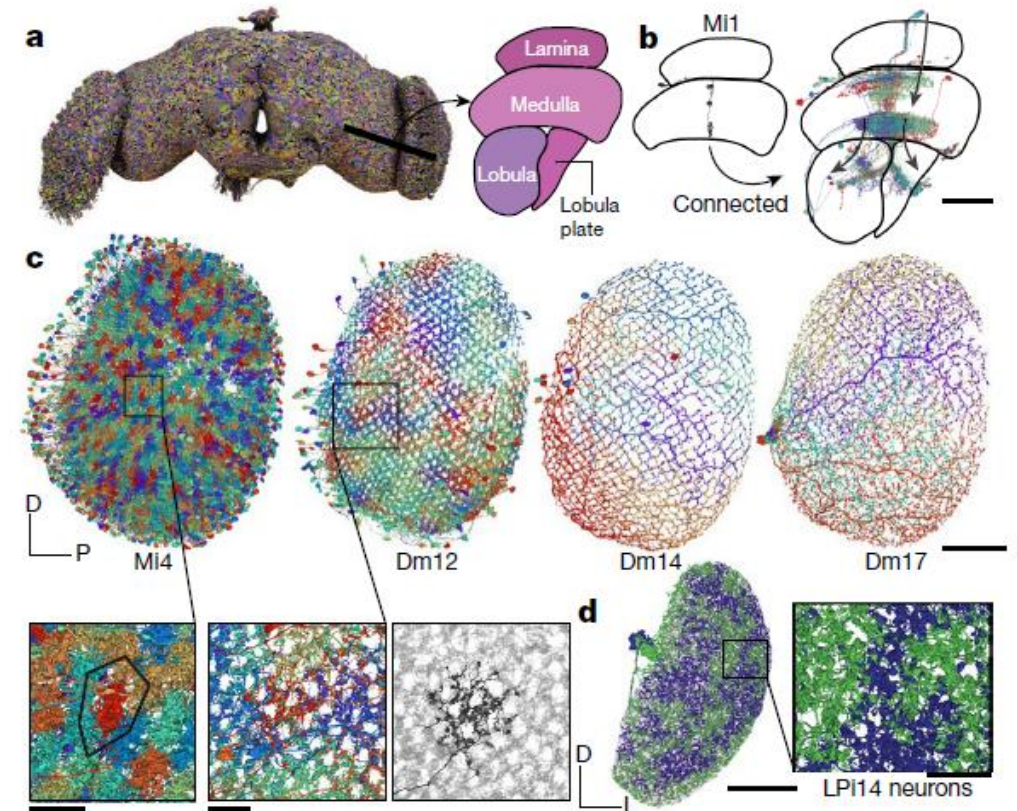 a
Lamina
Medulla
Lobula
Lobula
plate
b
Mi1
Connected
c
D
P
Mi4
Dm12
Dm14
Dm17
d
D
LPi14 neurons